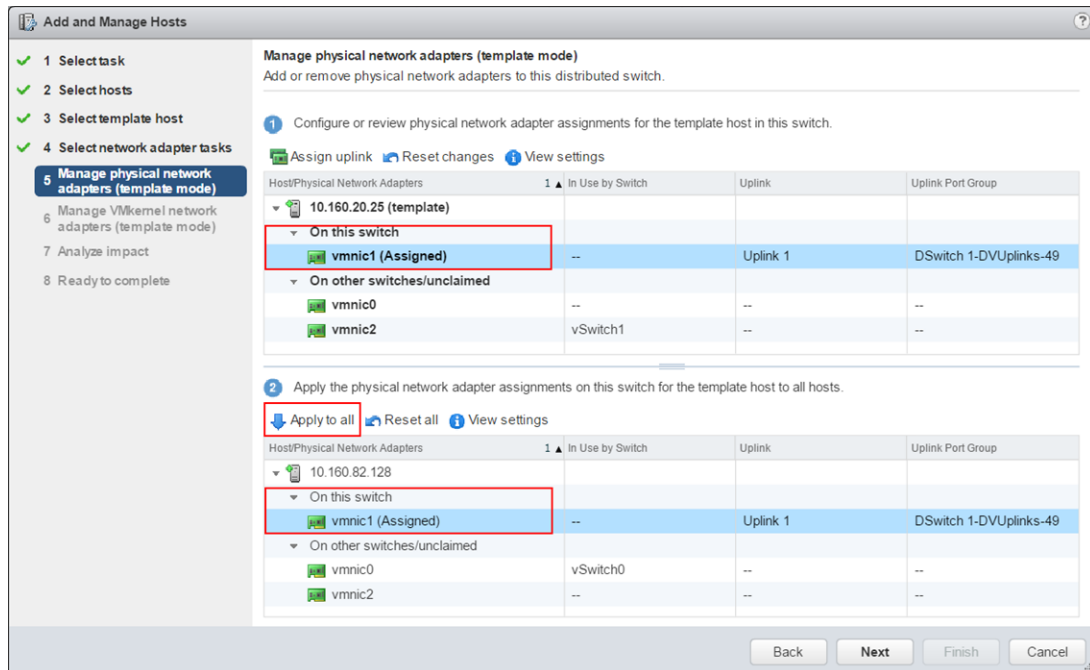 Add and Manage Hosts
?
1 Select task
2 Select hosts
3 Select template host
4 Select network adapter tasks
5 Manage physical network
adapters (template mode)
6 Manage VMkernel network
adapters (template mode)
7 Analyze impact
8 Ready to complete
Manage physical network adapters (template mode)
Add or remove physical network adapters to this distributed switch.
1 Configure or review physical network adapter assignments for the template host in this switch.
Assign uplink Reset changes View settings
Host/Physical Network Adapters 1 ▲ In Use by Switch Uplink Uplink Port Group
10.160.20.25 (template)
On this switch
vmnic1 (Assigned) -- Uplink 1 DSwitch 1-DVUplinks-49
On other switches/unclaimed
vmnic0 -- -- --
vmnic2 vSwitch1 -- --
2 Apply the physical network adapter assignments on this switch for the template host to all hosts.
Apply to all Reset all View settings
Host/Physical Network Adapters 1 ▲ In Use by Switch Uplink Uplink Port Group
10.160.82.128
On this switch
vmnic1 (Assigned) -- Uplink 1 DSwitch 1-DVUplinks-49
On other switches/unclaimed
vmnic0 vSwitch0 -- --
vmnic2 -- -- --
Back Next Finish Cancel